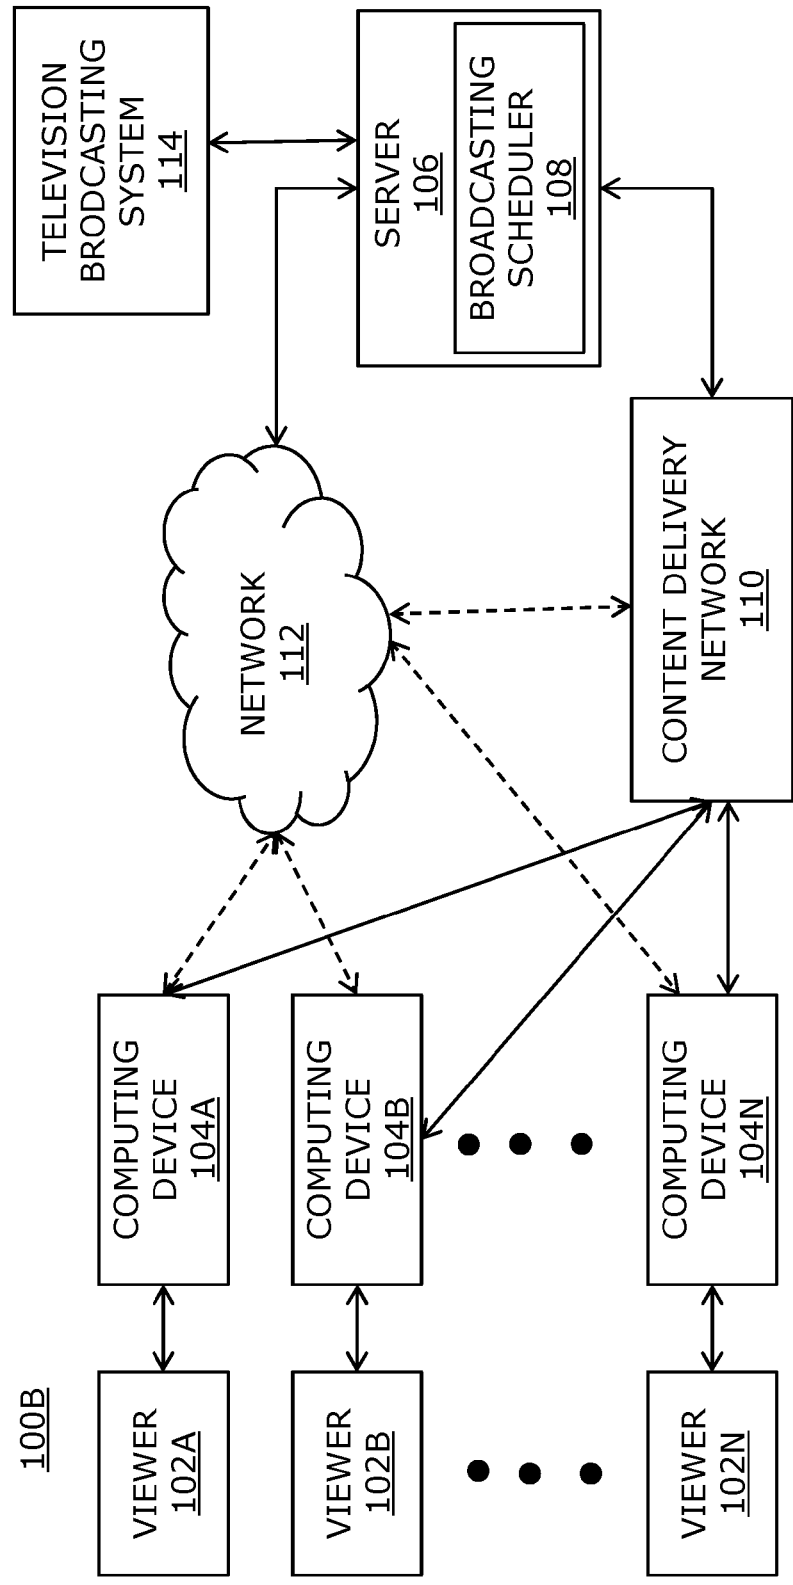 100B
VIEWER
102A
COMPUTING
DEVICE
104A
VIEWER
102B
COMPUTING
DEVICE
104B
VIEWER
102N
COMPUTING
DEVICE
104N
NETWORK
112
CONTENT DELIVERY
NETWORK
110
TELEVISION
BRODCASTING
SYSTEM
114
SERVER
106
BROADCASTING
SCHEDULER
108